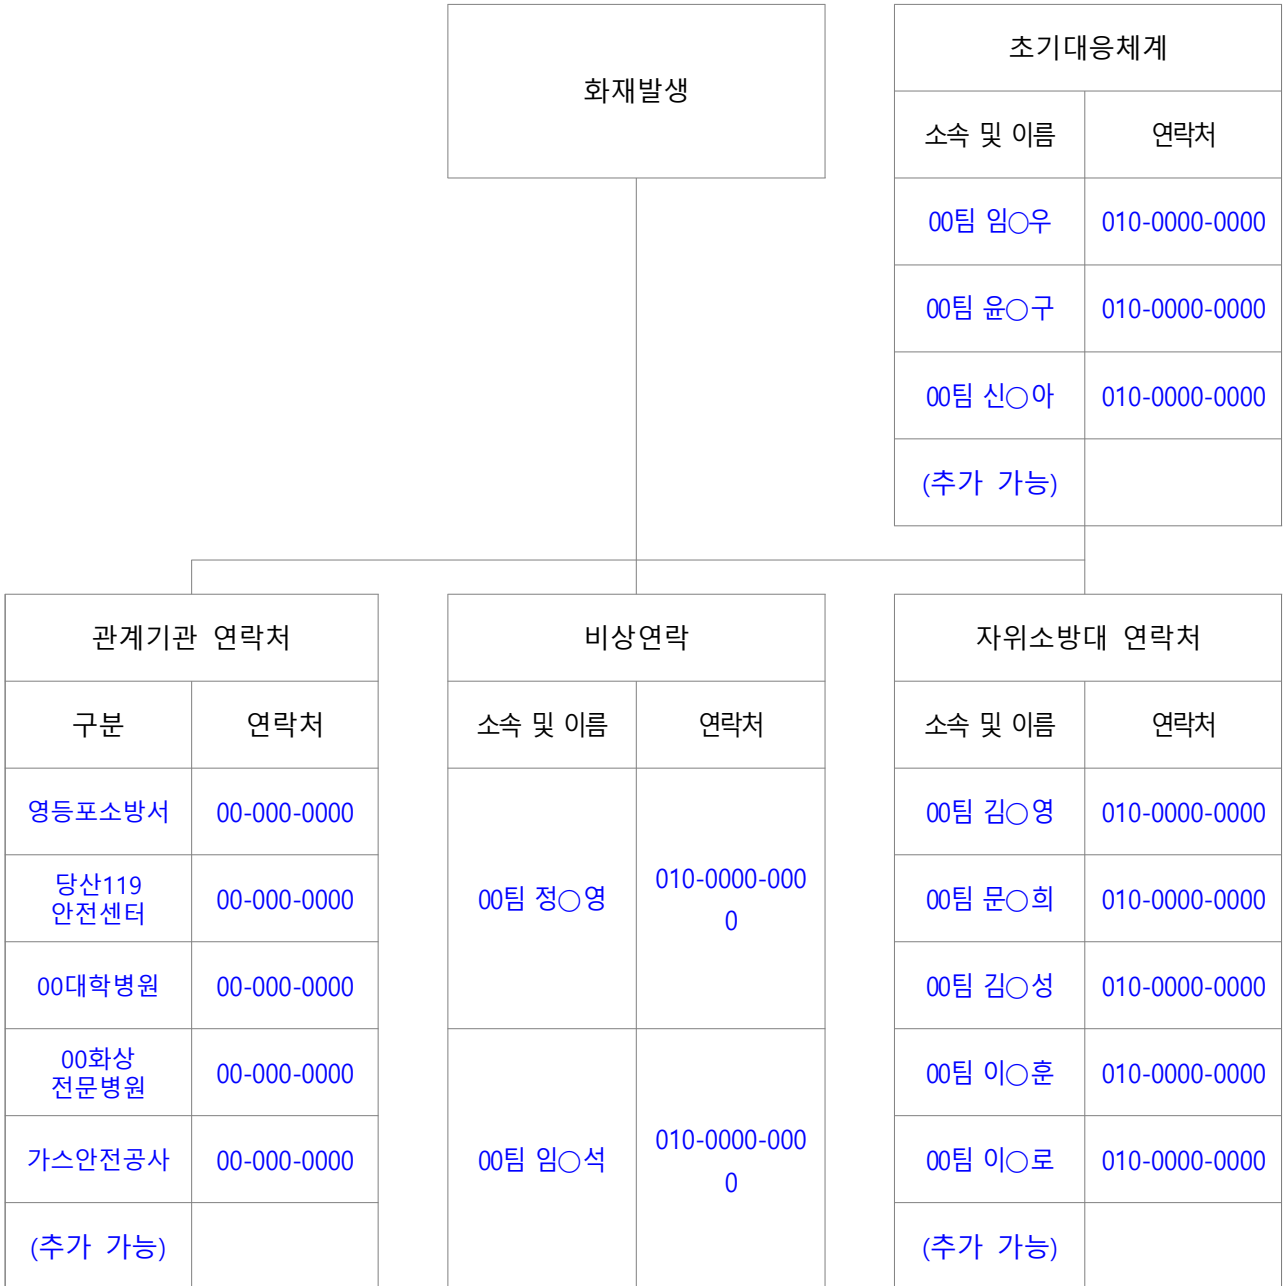 화재발생
초기대응체계
소속 및 이름 연락처
00팀 임○우 010-0000-0000
00팀 윤○구 010-0000-0000
00팀 신○아 010-0000-0000
(추가 가능)
관계기관 연락처
구분 연락처
영등포소방서 00-000-0000
당산119
안전센터
00-000-0000
00대학병원 00-000-0000
00화상
전문병원
00-000-0000
가스안전공사 00-000-0000
(추가 가능)
비상연락
소속 및 이름 연락처
00팀 정○영
010-0000-000
0
00팀 임○석
010-0000-000
0
자위소방대 연락처
소속 및 이름 연락처
00팀 김○영 010-0000-0000
00팀 문○희 010-0000-0000
00팀 김○성 010-0000-0000
00팀 이○훈 010-0000-0000
00팀 이○로 010-0000-0000
(추가 가능)